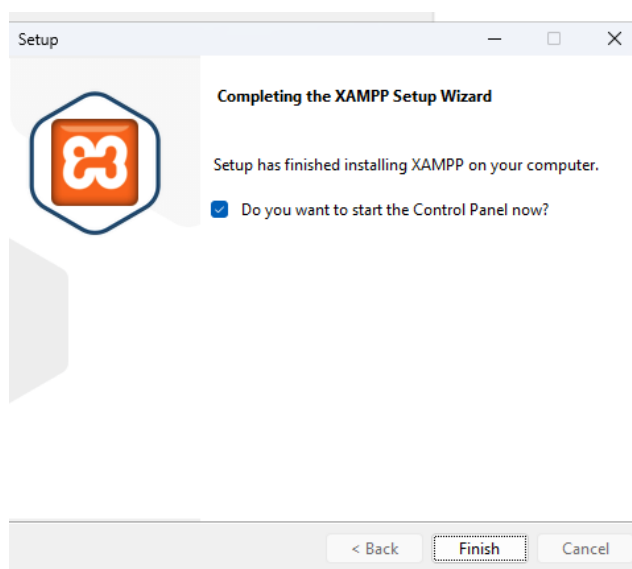 Setup
Completing the XAMPP Setup Wizard
Setup has finished installing XAMPP on your computer.
Do you want to start the Control Panel now?
< Back Finish Cancel